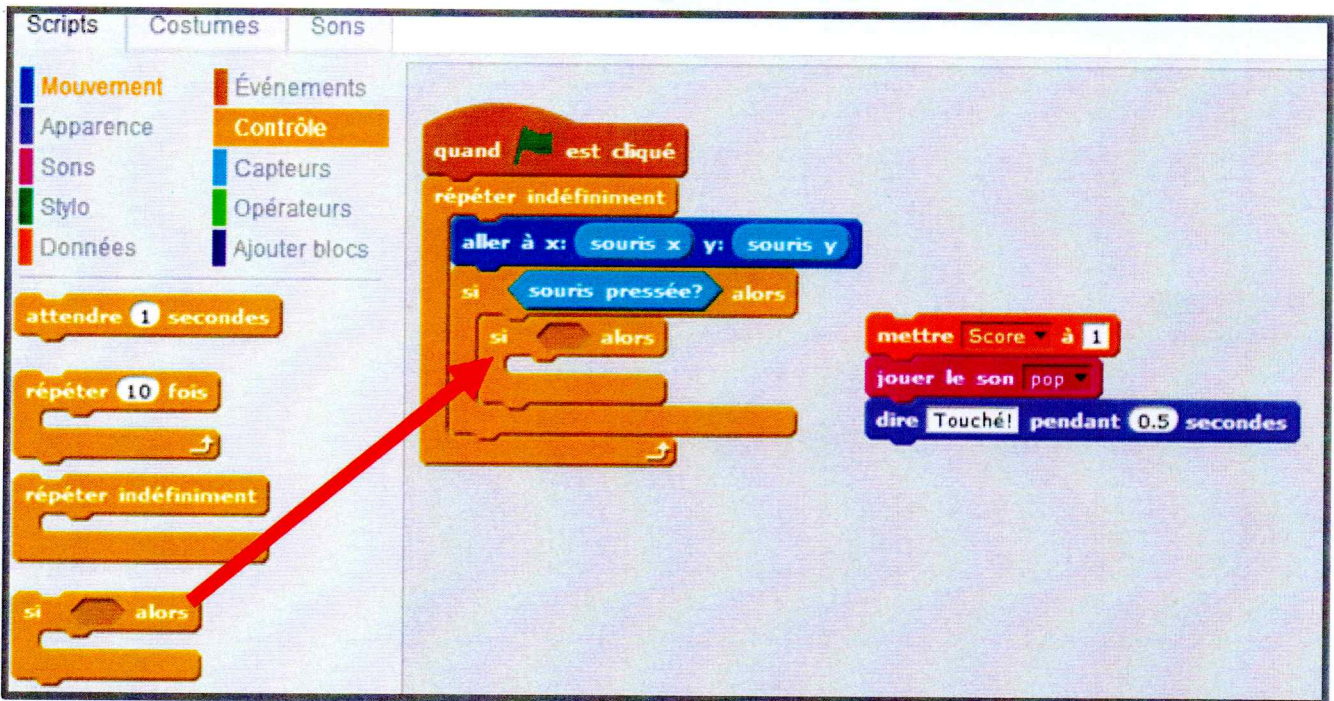 Scripts Costumes Sons
Mouvement Événements
Apparence Contrôle
Sons Capteurs
Stylo Opérateurs
Données Ajouter blocs
attendre 1 secondes
répéter 10 fois
répéter indéfiniment
si alors
quand est cliqué
répéter indéfiniment
aller à x: souris x y: souris y
si souris pressée? alors
si alors
mettre Score à 1
jouer le son pop
dire Touché! pendant 0.5 secondes